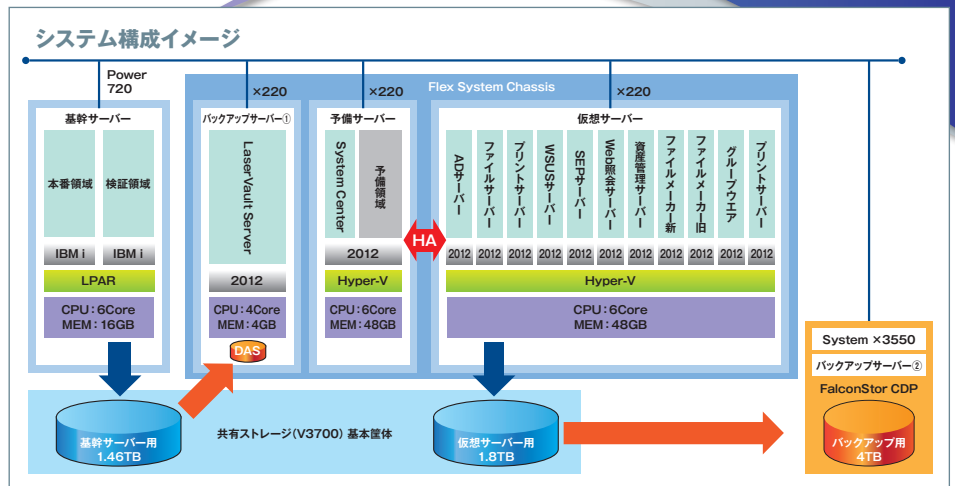 システム構成イメージ
Power
720
×220
×220
Flex System Chassis
×220
基幹サーバー
本番領域
検証領域
IBM i
IBM i
LPAR
CPU：6Core
MEM：16GB
バックアップサーバー①
LaserVault Server
2012
CPU：4Core
MEM：4GB
DAS
予備サーバー
System Center
予備領域
2012
Hyper-V
CPU：6Core
MEM：48GB
HA
仮想サーバー
ADサーバー
ファイルサーバー
プリントサーバー
WSUSサーバー
SEPサーバー
Web照会サーバー
資産管理サーバー
ファイルメーカー新
ファイルメーカー旧
グループウエア
プリントサーバー
2012
2012
2012
2012
2012
2012
2012
2012
2012
2012
2012
Hyper-V
CPU：6Core
MEM：48GB
基幹サーバー用
1.46TB
共有ストレージ(V3700) 基本筐体
仮想サーバー用
1.8TB
System ×3550
バックアップサーバー②
FalconStor CDP
バックアップ用
4TB